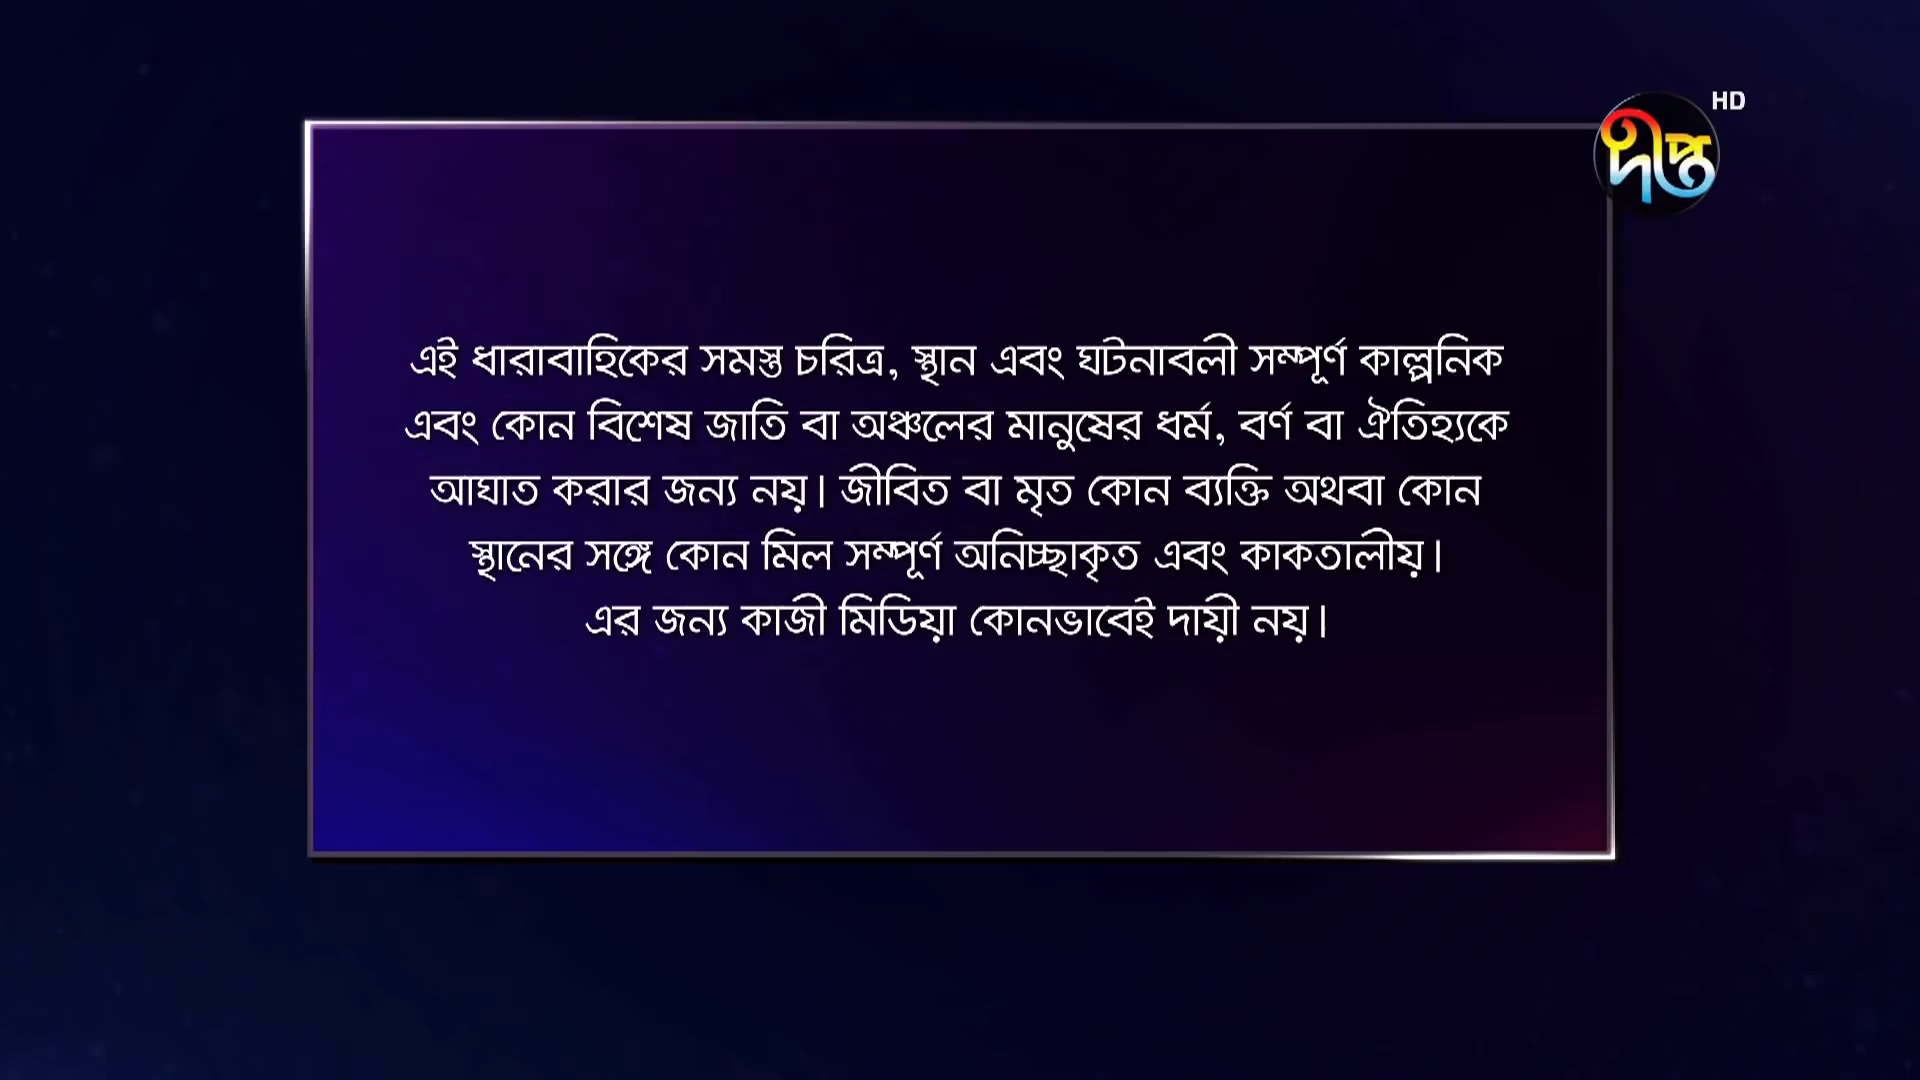 HD
দীপ্ত
এই ধারাবাহিকের সমস্ত চরিত্র, স্থান এবং ঘটনাবলী সম্পূর্ণ কাল্পনিক
এবং কোন বিশেষ জাতি বা অঞ্চলের মানুষের ধর্ম, বর্ণ বা ঐতিহ্যকে
আঘাত করার জন্য নয়। জীবিত বা মৃত কোন ব্যক্তি অথবা কোন
স্থানের সঙ্গে কোন মিল সম্পূর্ণ অনিচ্ছাকৃত এবং কাকতালীয়।
এর জন্য কাজী মিডিয়া কোনভাবেই দায়ী নয়।